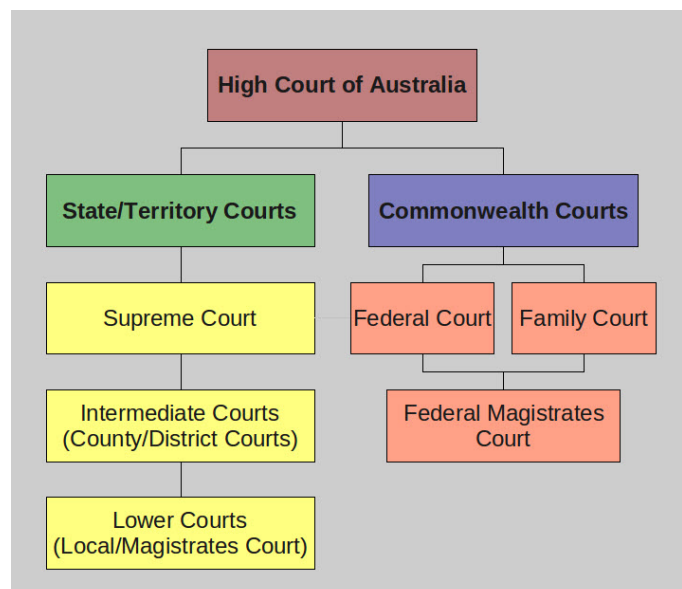 High Court of Australia
State/Territory Courts
Commonwealth Courts
Supreme Court
Federal Court
Family Court
Intermediate Courts
(County/District Courts)
Federal Magistrates
Court
Lower Courts
(Local/Magistrates Court)